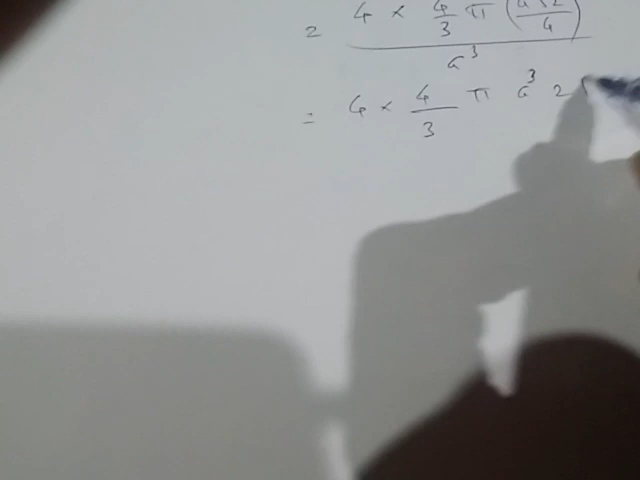 = 4 × 4/3 π (a√2/4)
a³
= 4 × 4/3 π a³ 2